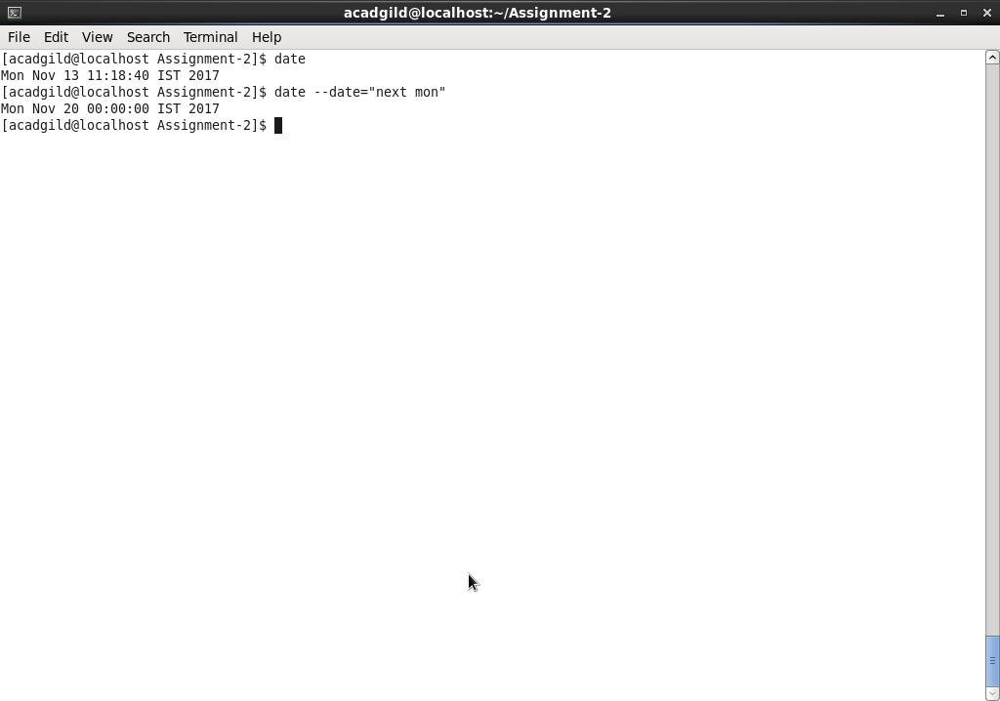 acadgild@localhost:~/Assignment-2
File Edit View Search Terminal Help
[acadgild@localhost Assignment-2]$ date
Mon Nov 13 11:18:40 IST 2017
[acadgild@localhost Assignment-2]$ date --date="next mon"
Mon Nov 20 00:00:00 IST 2017
[acadgild@localhost Assignment-2]$